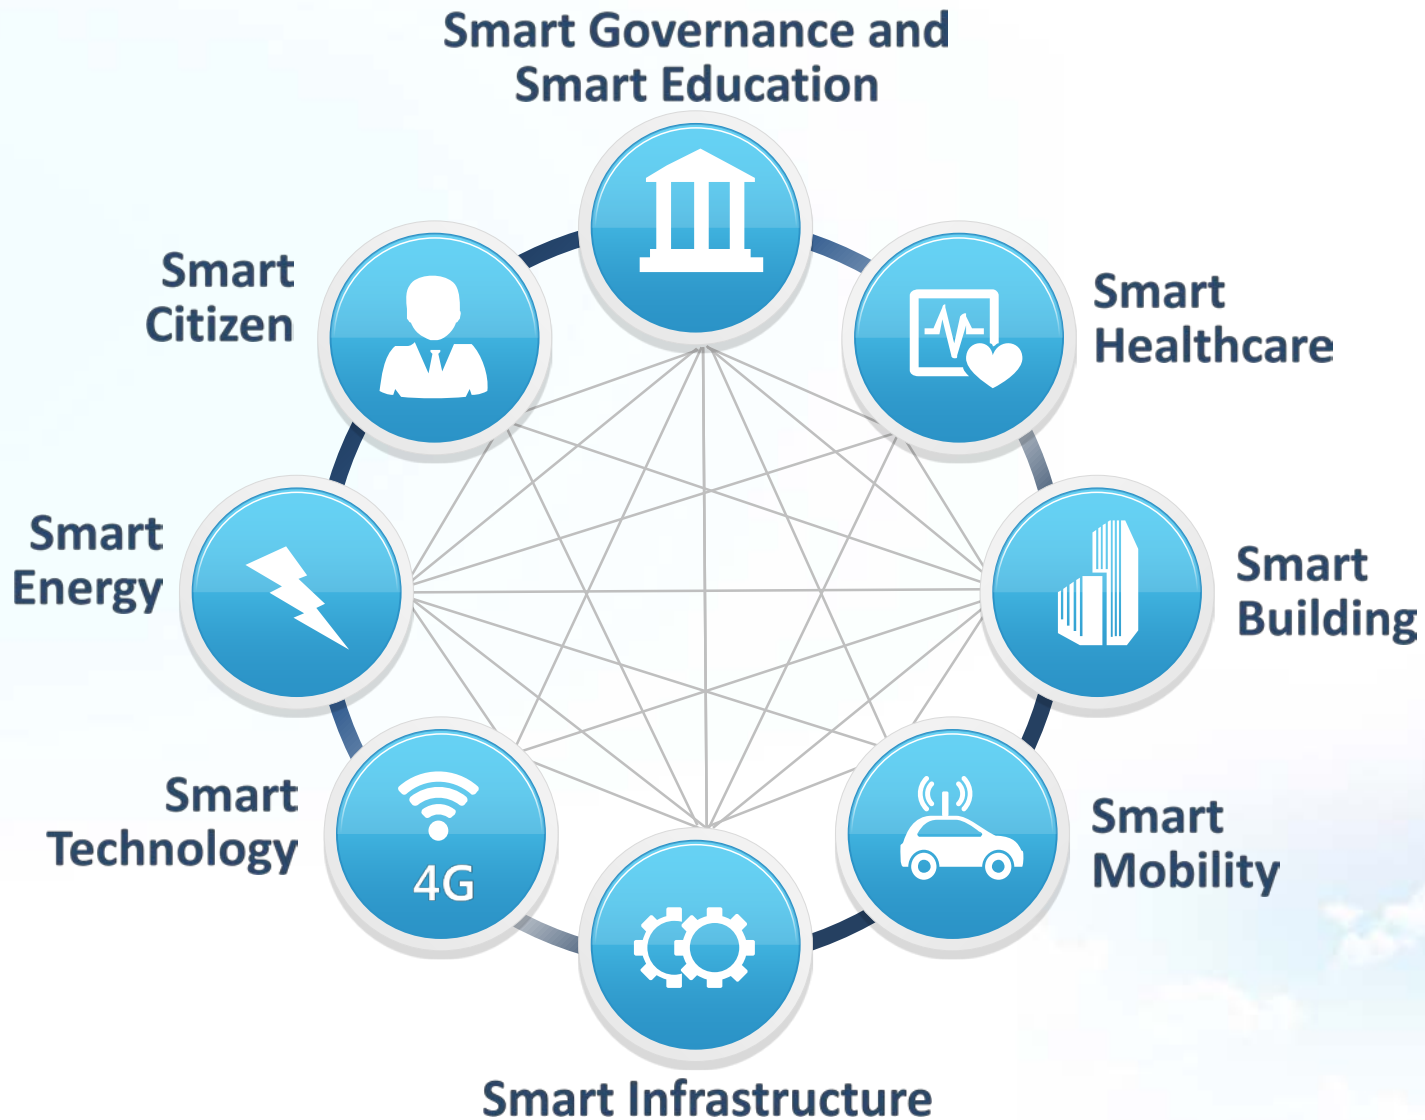 Smart Governance and
Smart Education
Smart
Citizen
Smart
Healthcare
Smart
Energy
Smart
Building
Smart
Technology
4G
Smart
Mobility
Smart Infrastructure